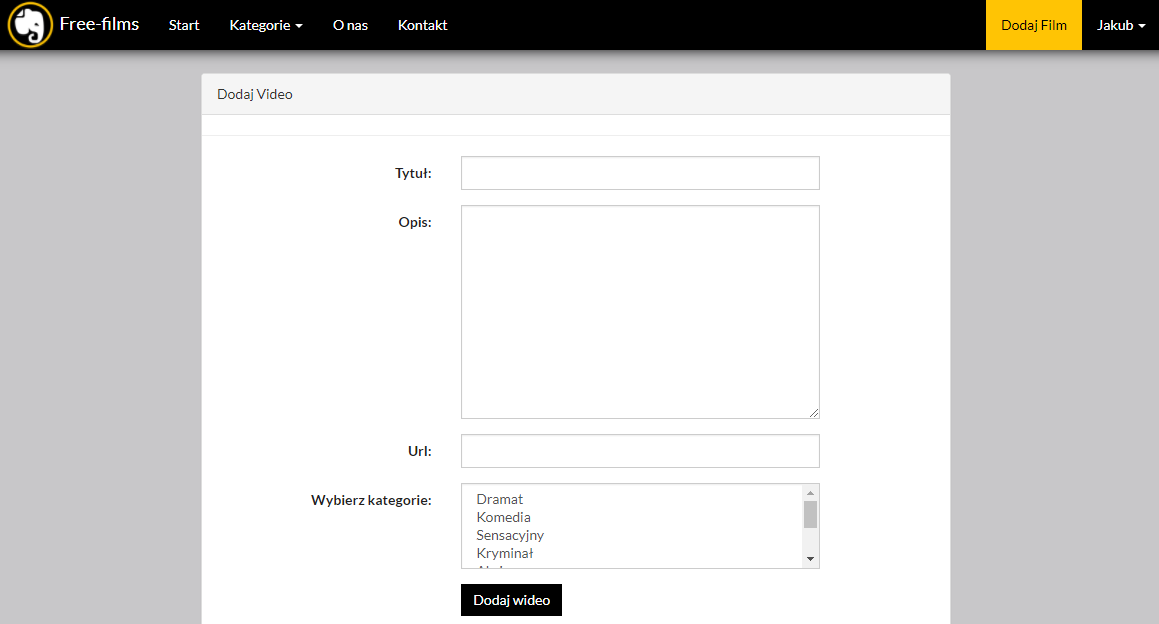 Free-films Start Kategorie O nas Kontakt Dodaj Film Jakub
Dodaj Video
Tytuł:
Opis:
Url:
Wybierz kategorie:
Dramat
Komedia
Sensacyjny
Kryminał
Dodaj wideo